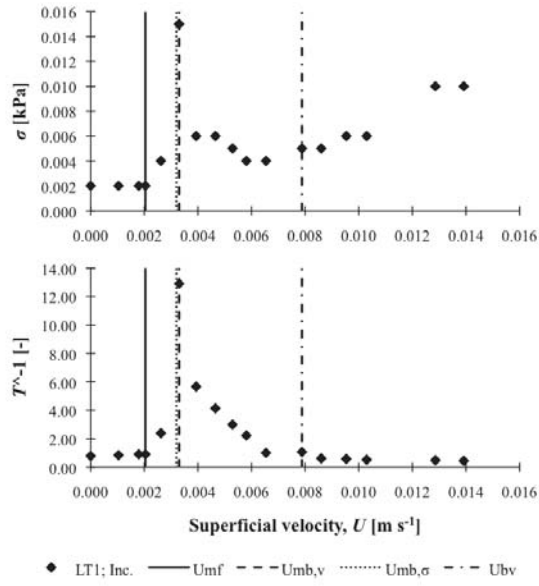 0.016
0.014
0.012
0.010
0.008
0.006
0.004
0.002
0.000
σ [kPa]
0.000 0.002 0.004 0.006 0.008 0.010 0.012 0.014 0.016
14.00
12.00
10.00
8.00
6.00
4.00
2.00
0.00
T^-1 [-]
0.000 0.002 0.004 0.006 0.008 0.010 0.012 0.014 0.016
Superficial velocity, U [m s⁻¹]
LT1; Inc. Umf Umb,v Umb,σ Ubv